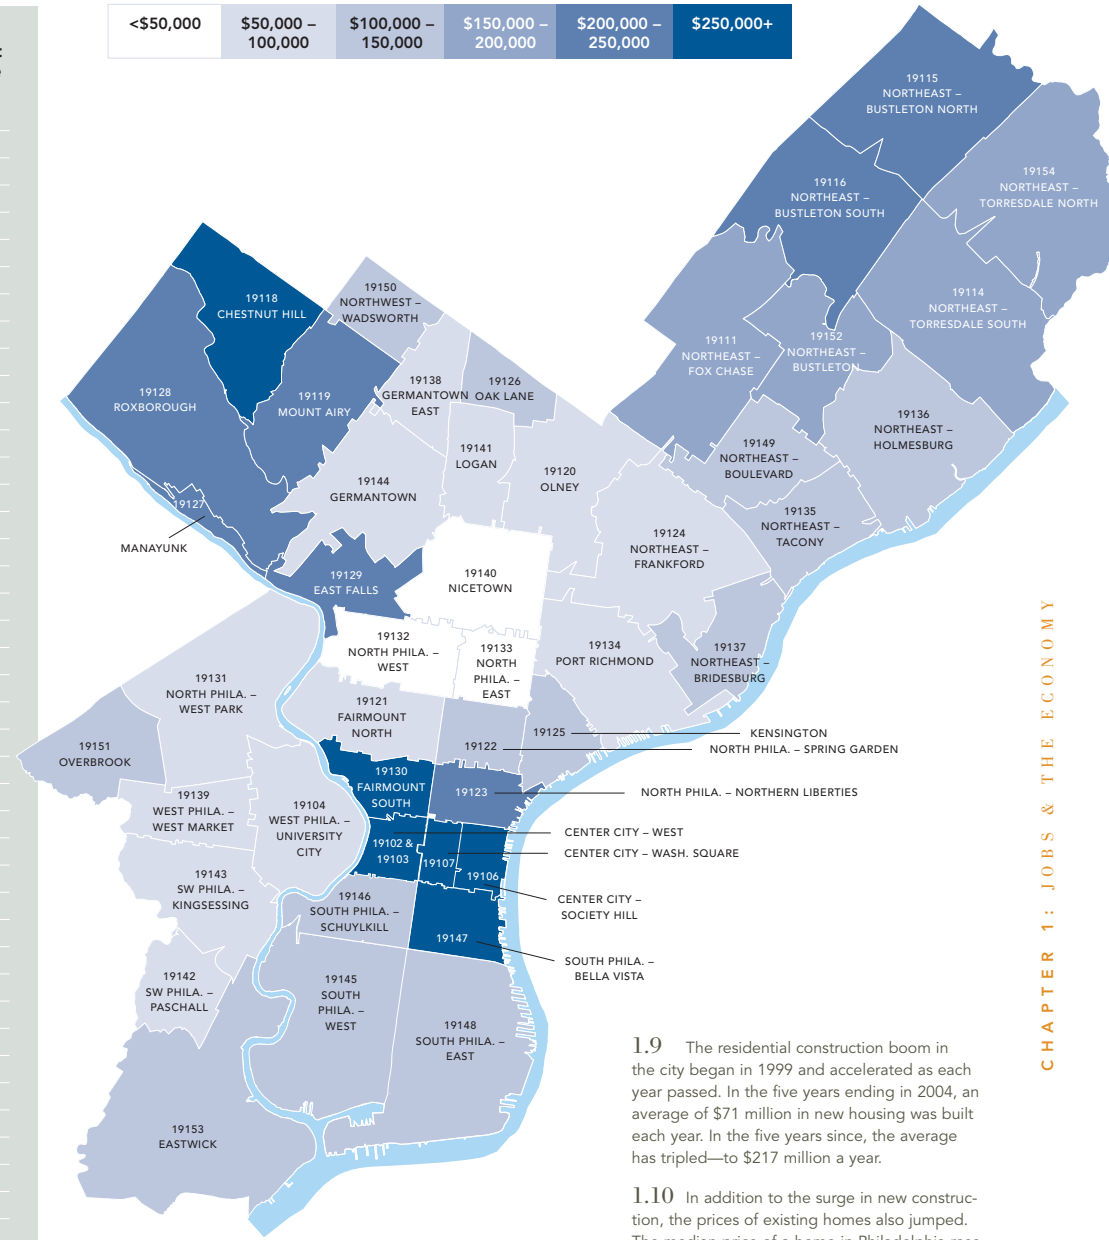 <$50,000
$50,000 –
100,000
$100,000 –
150,000
$150,000 –
200,000
$200,000 –
250,000
$250,000+
19115
NORTHEAST –
BUSTLETON NORTH
19154
NORTHEAST –
TORRESDALE NORTH
19116
NORTHEAST –
BUSTLETON SOUTH
19114
NORTHEAST –
TORRESDALE SOUTH
19118
CHESTNUT HILL
19150
NORTHWEST –
WADSWORTH
19111
NORTHEAST –
FOX CHASE
19152
NORTHEAST –
BUSTLETON
19128
ROXBOROUGH
19119
MOUNT AIRY
19138
GERMANTOWN
EAST
19126
OAK LANE
19136
NORTHEAST –
HOLMESBURG
19149
NORTHEAST –
BOULEVARD
19141
LOGAN
19120
OLNEY
19144
GERMANTOWN
19127
MANAYUNK
19135
NORTHEAST –
TACONY
19124
NORTHEAST –
FRANKFORD
19129
EAST FALLS
19140
NICETOWN
19132
NORTH PHILA. –
WEST
19133
NORTH
PHILA. –
EAST
19134
PORT RICHMOND
19137
NORTHEAST –
BRIDESBURG
19131
NORTH PHILA. –
WEST PARK
19121
FAIRMOUNT
NORTH
19125
KENSINGTON
19122
NORTH PHILA. – SPRING GARDEN
19151
OVERBROOK
19130
FAIRMOUNT
SOUTH
19123
NORTH PHILA. – NORTHERN LIBERTIES
19139
WEST PHILA. –
WEST MARKET
19104
WEST PHILA. –
UNIVERSITY
CITY
19102 &
19103
CENTER CITY – WEST
19107
CENTER CITY – WASH. SQUARE
19106
CENTER CITY –
SOCIETY HILL
19143
SW PHILA. –
KINGSESSING
19146
SOUTH PHILA. –
SCHUYLKILL
19147
SOUTH PHILA. –
BELLA VISTA
19142
SW PHILA. –
PASCHALL
19145
SOUTH
PHILA. –
WEST
19148
SOUTH PHILA. –
EAST
19153
EASTWICK
CHAPTER 1: JOBS & THE ECONOMY
1.9 The residential construction boom in
the city began in 1999 and accelerated as each
year passed. In the five years ending in 2004, an
average of $71 million in new housing was built
each year. In the five years since, the average
has tripled—to $217 million a year.
1.10 In addition to the surge in new construc-
tion, the prices of existing homes also jumped.
The median price of a home in Philadelphia rose